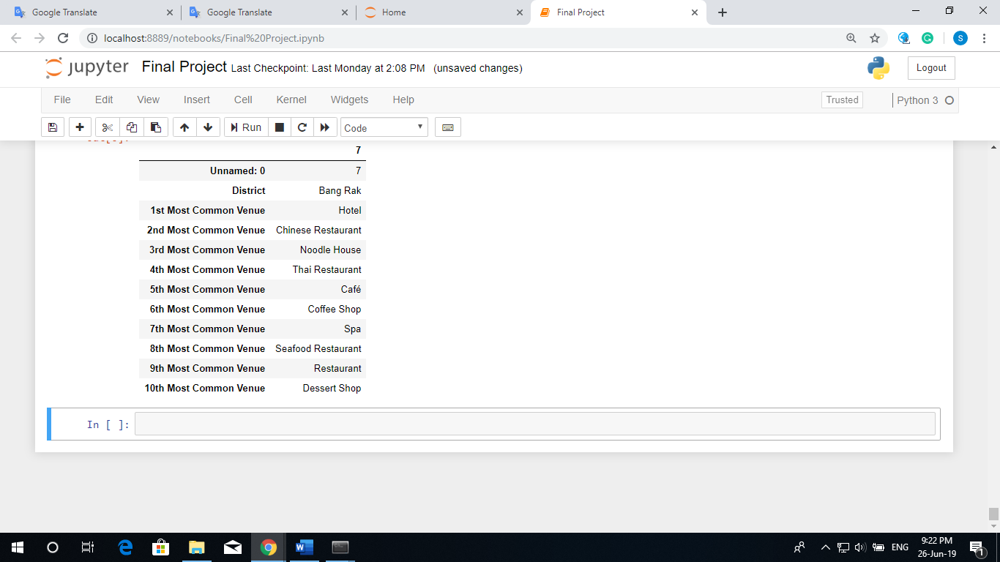 Google Translate
Google Translate
Home
Final Project
localhost:8889/notebooks/Final%20Project.ipynb
S
jupyter Final Project Last Checkpoint: Last Monday at 2:08 PM (unsaved changes)
Logout
File Edit View Insert Cell Kernel Widgets Help
Trusted
Python 3
Run
Code
7
Unnamed: 0 7
District Bang Rak
1st Most Common Venue Hotel
2nd Most Common Venue Chinese Restaurant
3rd Most Common Venue Noodle House
4th Most Common Venue Thai Restaurant
5th Most Common Venue Café
6th Most Common Venue Coffee Shop
7th Most Common Venue Spa
8th Most Common Venue Seafood Restaurant
9th Most Common Venue Restaurant
10th Most Common Venue Dessert Shop
In [ ]:
ENG
9:22 PM
26-Jun-19
1